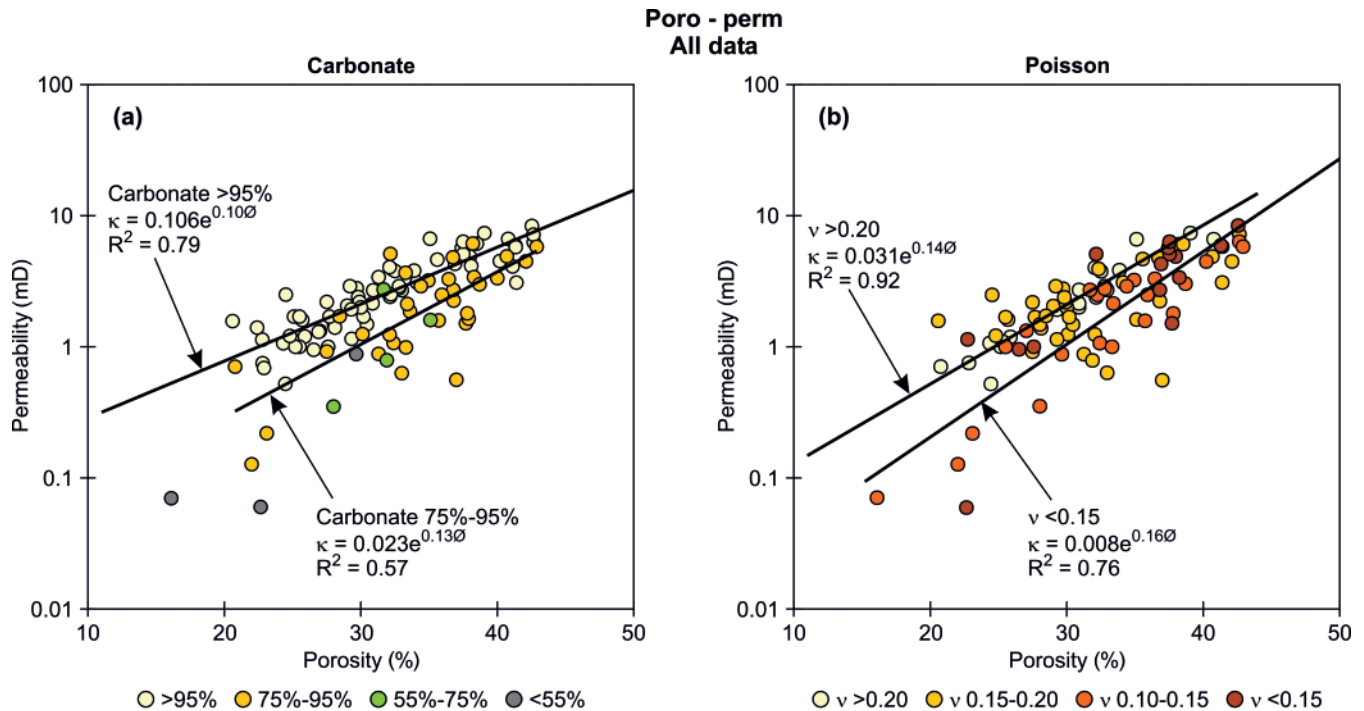 Poro - perm
All data
Carbonate
Poisson
100
10
1
0.1
0.01
Permeability (mD)
(a)
Carbonate >95%
κ = 0.106e^0.10Ø
R² = 0.79
Carbonate 75%-95%
κ = 0.023e^0.13Ø
R² = 0.57
10 20 30 40 50
Porosity (%)
>95% 75%-95% 55%-75% <55%
100
10
1
0.1
0.01
Permeability (mD)
(b)
ν >0.20
κ = 0.031e^0.14Ø
R² = 0.92
ν <0.15
κ = 0.008e^0.16Ø
R² = 0.76
10 20 30 40 50
Porosity (%)
ν >0.20 ν 0.15-0.20 ν 0.10-0.15 ν <0.15